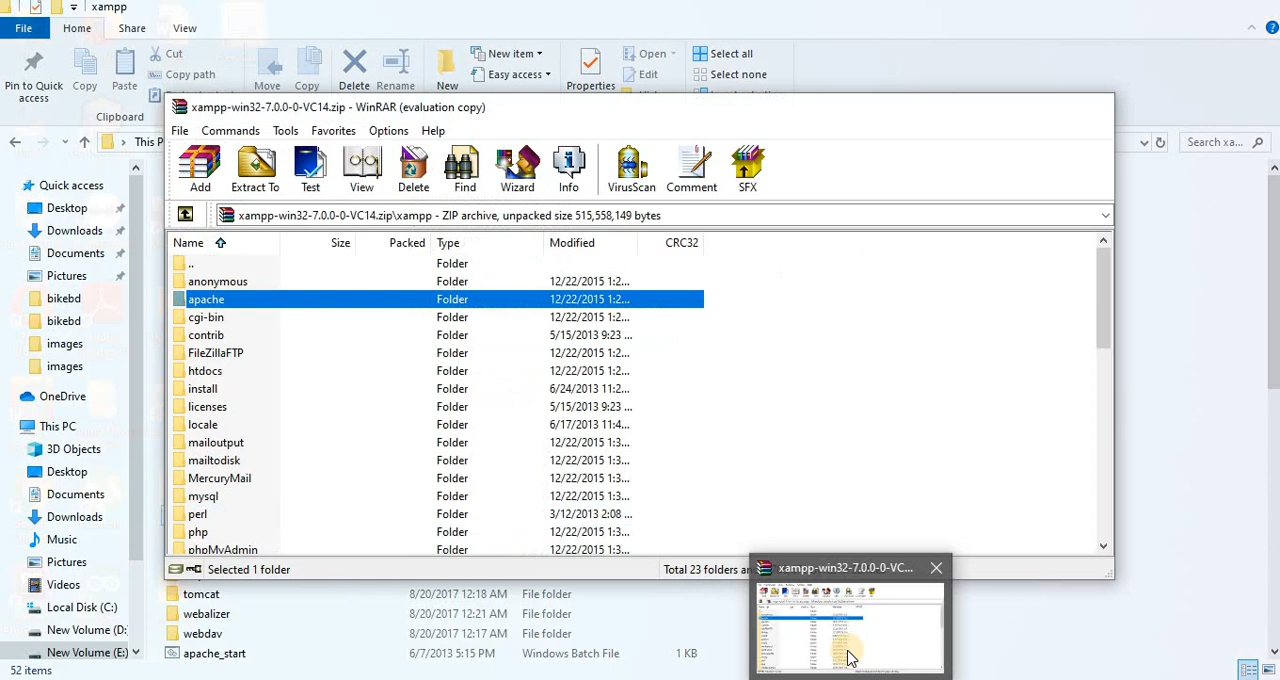 xampp
File Home Share View
Pin to Quick access
Copy
Paste
Cut
Copy path
Clipboard
Move
Copy
Delete
Rename
New
New item
Easy access
Properties
Open
Edit
Select all
Select none
This P
Search xa...
xampp-win32-7.0.0-0-VC14.zip - WinRAR (evaluation copy)
File Commands Tools Favorites Options Help
Add Extract To Test View Delete Find Wizard Info VirusScan Comment SFX
xampp-win32-7.0.0-0-VC14.zip\xampp - ZIP archive, unpacked size 515,558,149 bytes
Name Size Packed Type Modified CRC32
.. Folder
anonymous Folder 12/22/2015 1:2...
apache Folder 12/22/2015 1:2...
cgi-bin Folder 12/22/2015 1:2...
contrib Folder 5/15/2013 9:23 ...
FileZillaFTP Folder 12/22/2015 1:2...
htdocs Folder 12/22/2015 1:2...
install Folder 6/24/2013 11:2...
licenses Folder 5/15/2013 9:23 ...
locale Folder 6/17/2013 11:4...
mailoutput Folder 12/22/2015 1:3...
mailtodisk Folder 12/22/2015 1:3...
MercuryMail Folder 12/22/2015 1:3...
mysql Folder 12/22/2015 1:3...
perl Folder 3/12/2013 2:08 ...
php Folder 12/22/2015 1:3...
phpMyAdmin Folder 12/22/2015 1:3...
Selected 1 folder Total 23 folders an
Quick access
Desktop
Downloads
Documents
Pictures
bikebd
bikebd
images
images
OneDrive
This PC
3D Objects
Desktop
Documents
Downloads
Music
Pictures
Videos
Local Disk (C:)
New Volume (D:
New Volume (E:)
52 items
tomcat 8/20/2017 12:18 AM File folder
webalizer 8/20/2017 12:21 AM File folder
webdav 8/20/2017 12:17 AM File folder
apache_start 6/7/2013 5:15 PM Windows Batch File 1 KB
xampp-win32-7.0.0-0-VC...